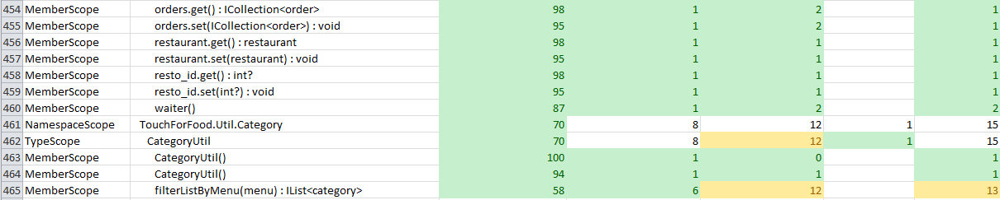 454 MemberScope orders.get() : ICollection<order> 98 1 2 1
455 MemberScope orders.set(ICollection<order>) : void 95 1 2 1
456 MemberScope restaurant.get() : restaurant 98 1 1 1
457 MemberScope restaurant.set(restaurant) : void 95 1 1 1
458 MemberScope resto_id.get() : int? 98 1 1 1
459 MemberScope resto_id.set(int?) : void 95 1 1 1
460 MemberScope waiter() 87 1 2 2
461 NamespaceScope TouchForFood.Util.Category 70 8 12 1 15
462 TypeScope CategoryUtil 70 8 12 1 15
463 MemberScope CategoryUtil() 100 1 0 1
464 MemberScope CategoryUtil() 94 1 1 1
465 MemberScope filterListByMenu(menu) : IList<category> 58 6 12 13